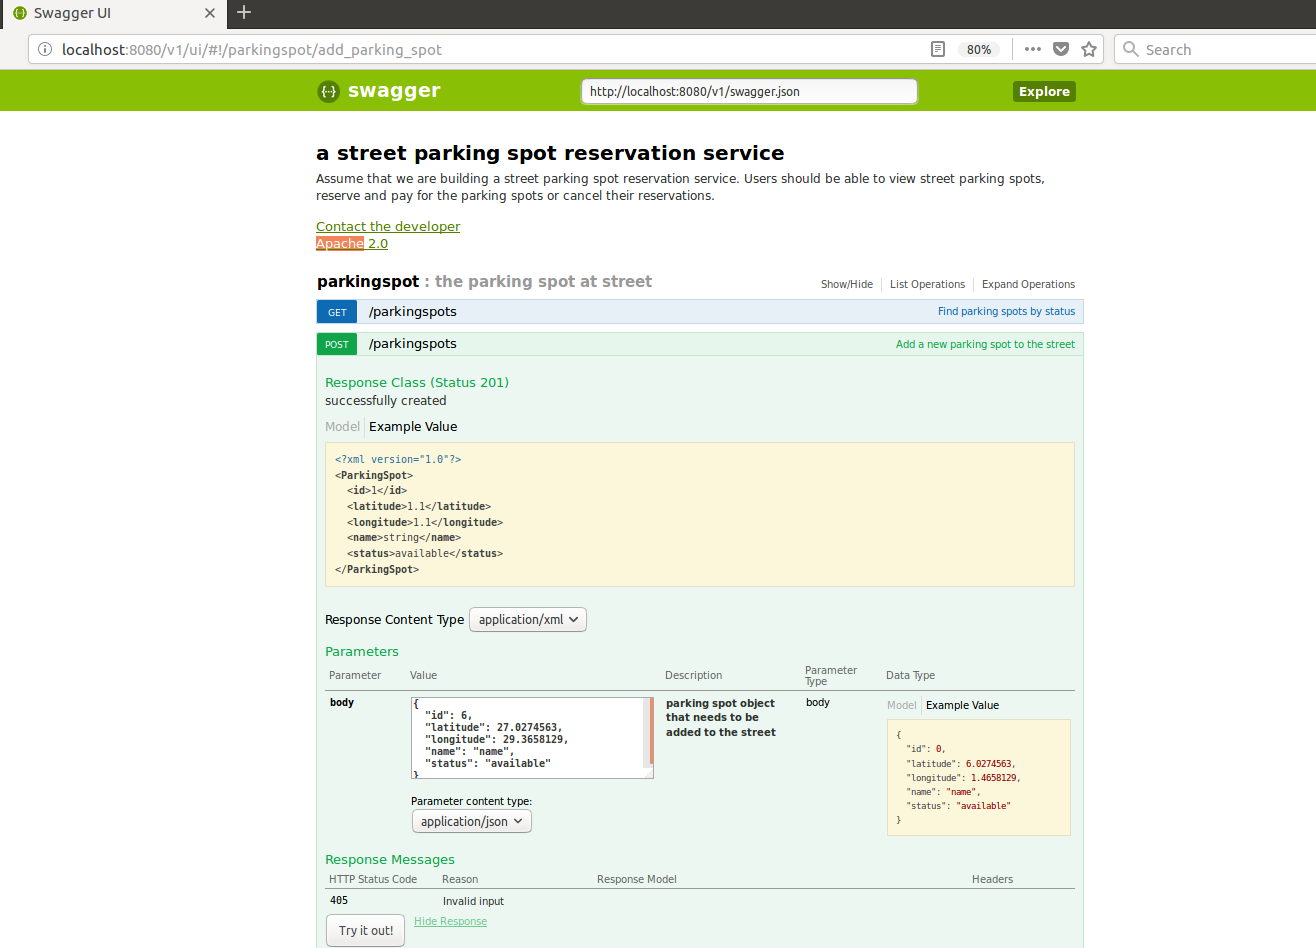 Swagger UI
localhost:8080/v1/ui/#!/parkingspot/add_parking_spot
80%
Search
swagger
http://localhost:8080/v1/swagger.json
Explore
a street parking spot reservation service
Assume that we are building a street parking spot reservation service. Users should be able to view street parking spots,
reserve and pay for the parking spots or cancel their reservations.
Contact the developer
Apache 2.0
parkingspot : the parking spot at street
Show/Hide
List Operations
Expand Operations
GET /parkingspots
Find parking spots by status
POST /parkingspots
Add a new parking spot to the street
Response Class (Status 201)
successfully created
Model Example Value
<?xml version="1.0"?>
<ParkingSpot>
<id>1</id>
<latitude>1.1</latitude>
<longitude>1.1</longitude>
<name>string</name>
<status>available</status>
</ParkingSpot>
Response Content Type application/xml
Parameters
Parameter Value Description Parameter Type Data Type
body
{
"id": 6,
"latitude": 27.0274563,
"longitude": 29.3658129,
"name": "name",
"status": "available"
}
Parameter content type:
application/json
parking spot object
that needs to be
added to the street
body
Model Example Value
{
"id": 0,
"latitude": 6.0274563,
"longitude": 1.4658129,
"name": "name",
"status": "available"
}
Response Messages
HTTP Status Code Reason Response Model Headers
405 Invalid input
Try it out! Hide Response